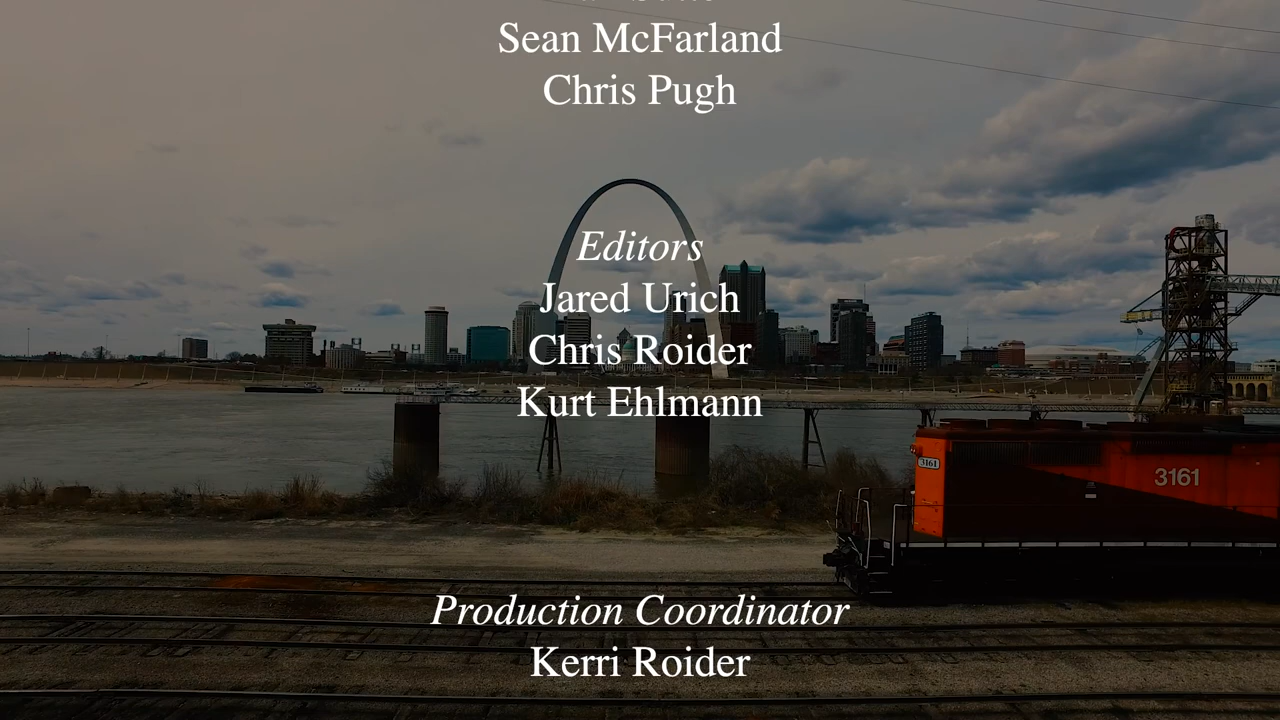 Sean McFarland
Chris Pugh
Editors
Jared Urich
Chris Roider
Kurt Ehlmann
3161
3161
Production Coordinator
Kerri Roider